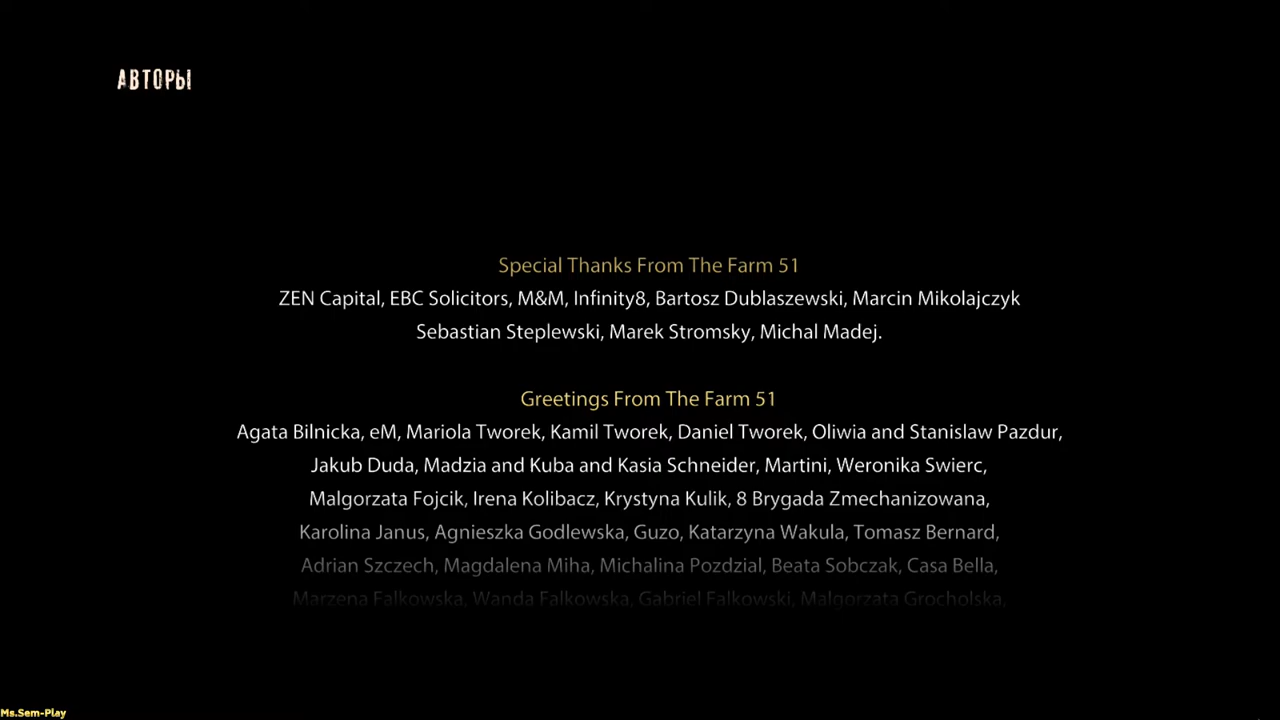 АВТОРЫ
Special Thanks From The Farm 51
ZEN Capital, EBC Solicitors, M&M, Infinity8, Bartosz Dublaszewski, Marcin Mikolajczyk
Sebastian Steplewski, Marek Stromsky, Michal Madej.
Greetings From The Farm 51
Agata Bilnicka, eM, Mariola Tworek, Kamil Tworek, Daniel Tworek, Oliwia and Stanislaw Pazdur,
Jakub Duda, Madzia and Kuba and Kasia Schneider, Martini, Weronika Swierc,
Malgorzata Fojcik, Irena Kolibacz, Krystyna Kulik, 8 Brygada Zmechanizowana,
Karolina Janus, Agnieszka Godlewska, Guzo, Katarzyna Wakula, Tomasz Bernard,
Adrian Szczech, Magdalena Miha, Michalina Pozdzial, Beata Sobczak, Casa Bella,
Marzena Falkowska, Wanda Falkowska, Gabriel Falkowski, Malgorzata Grocholska,
Ms.Sem-Play